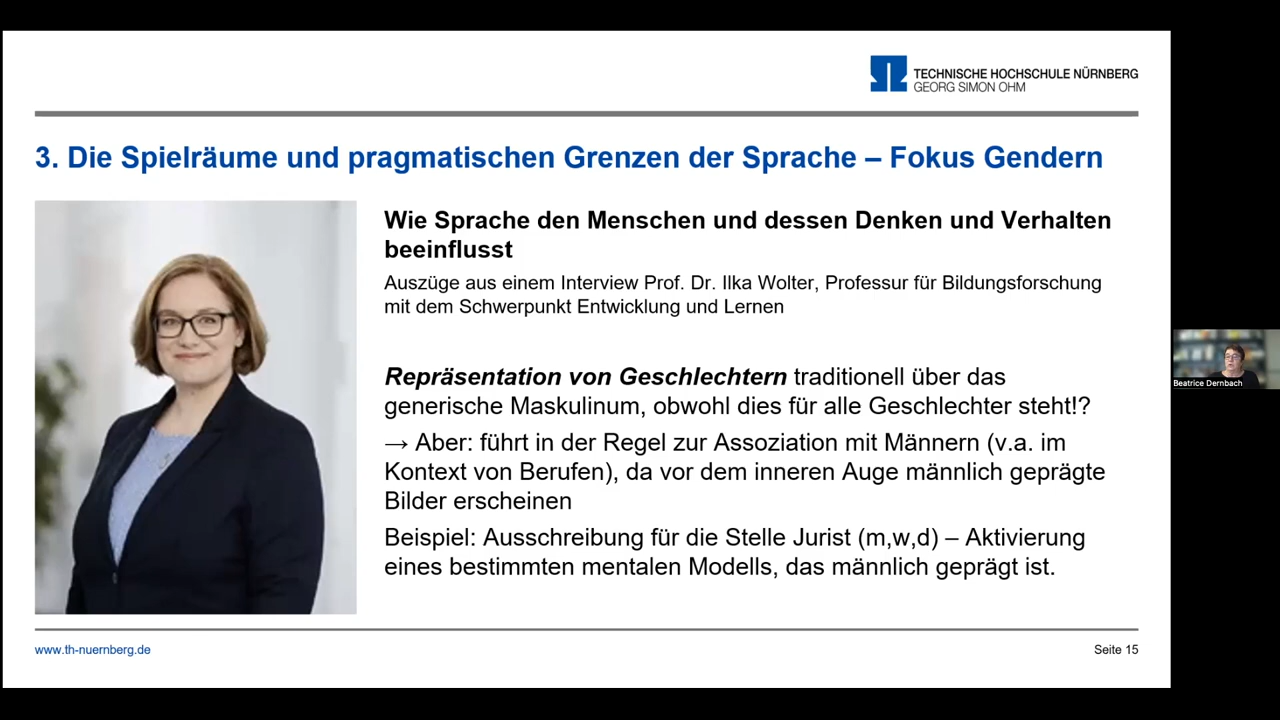 TECHNISCHE HOCHSCHULE NÜRNBERG
GEORG SIMON OHM
3. Die Spielräume und pragmatischen Grenzen der Sprache – Fokus Gendern
Wie Sprache den Menschen und dessen Denken und Verhalten
beeinflusst
Auszüge aus einem Interview Prof. Dr. Ilka Wolter, Professur für Bildungsforschung
mit dem Schwerpunkt Entwicklung und Lernen
Repräsentation von Geschlechtern traditionell über das
generische Maskulinum, obwohl dies für alle Geschlechter steht!?
→ Aber: führt in der Regel zur Assoziation mit Männern (v.a. im
Kontext von Berufen), da vor dem inneren Auge männlich geprägte
Bilder erscheinen
Beispiel: Ausschreibung für die Stelle Jurist (m,w,d) – Aktivierung
eines bestimmten mentalen Modells, das männlich geprägt ist.
www.th-nuernberg.de
Seite 15
Beatrice Dernbach